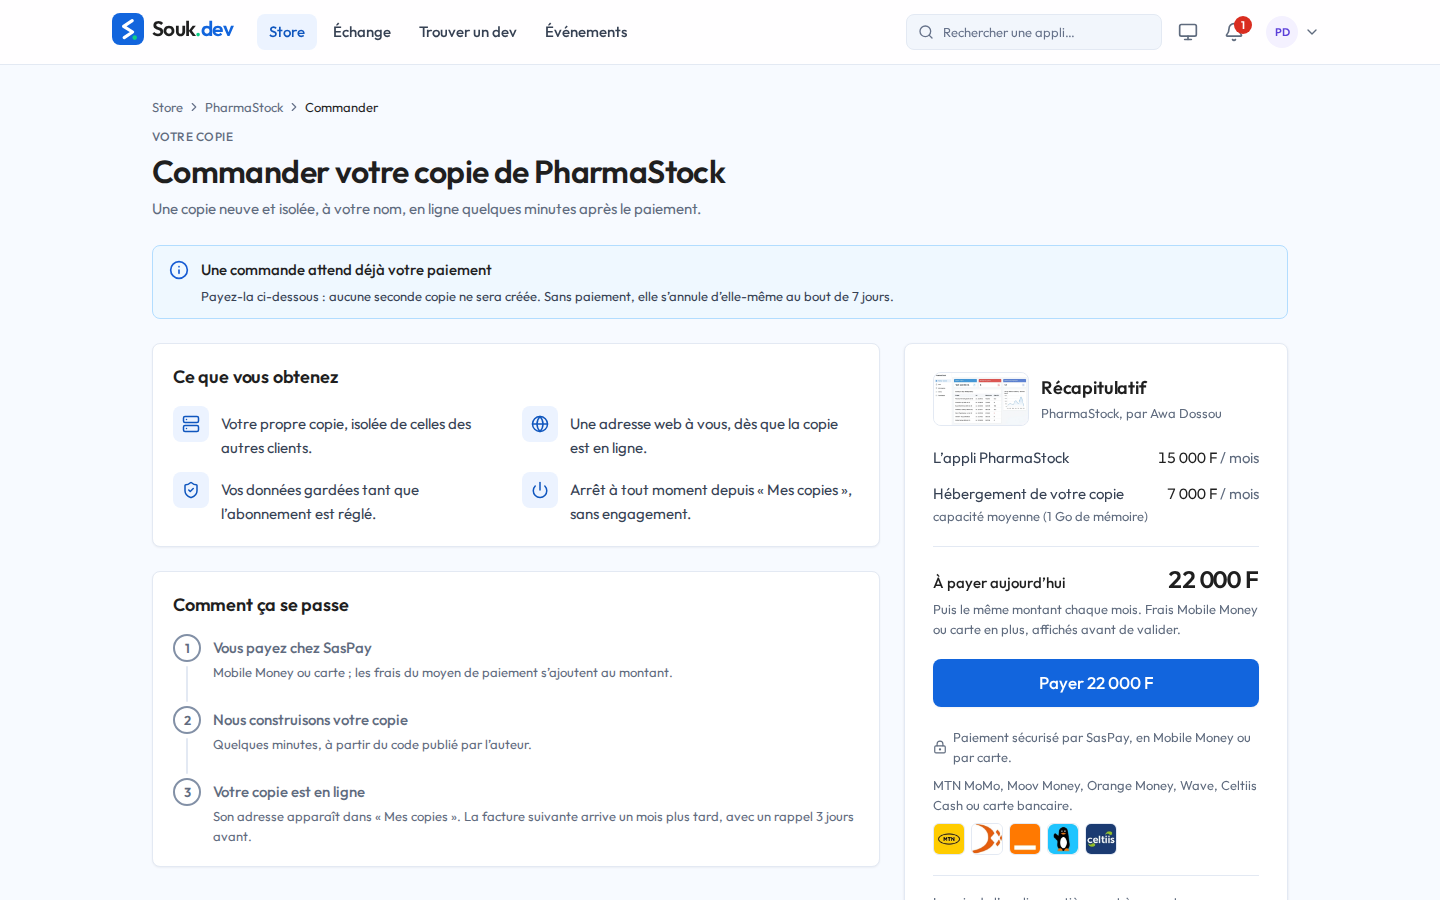 Souk.dev
Store
Échange
Trouver un dev
Événements
Rechercher une appli...
1
PD
Store
PharmaStock
Commander
VOTRE COPIE
Commander votre copie de PharmaStock
Une copie neuve et isolée, à votre nom, en ligne quelques minutes après le paiement.
Une commande attend déjà votre paiement
Payez-la ci-dessous : aucune seconde copie ne sera créée. Sans paiement, elle s’annule d’elle-même au bout de 7 jours.
Ce que vous obtenez
Votre propre copie, isolée de celles des
autres clients.
Une adresse web à vous, dès que la copie
est en ligne.
Vos données gardées tant que
l’abonnement est réglé.
Arrêt à tout moment depuis « Mes copies »,
sans engagement.
Comment ça se passe
1
Vous payez chez SasPay
Mobile Money ou carte ; les frais du moyen de paiement s’ajoutent au montant.
2
Nous construisons votre copie
Quelques minutes, à partir du code publié par l’auteur.
3
Votre copie est en ligne
Son adresse apparaît dans « Mes copies ». La facture suivante arrive un mois plus tard, avec un rappel 3 jours
avant.
Récapitulatif
PharmaStock, par Awa Dossou
L’appli PharmaStock
15 000 F / mois
Hébergement de votre copie
7 000 F / mois
capacité moyenne (1 Go de mémoire)
À payer aujourd’hui
22 000 F
Puis le même montant chaque mois. Frais Mobile Money
ou carte en plus, affichés avant de valider.
Payer 22 000 F
Paiement sécurisé par SasPay, en Mobile Money ou
par carte.
MTN MoMo, Moov Money, Orange Money, Wave, Celtiis
Cash ou carte bancaire.
MTN
celtiis